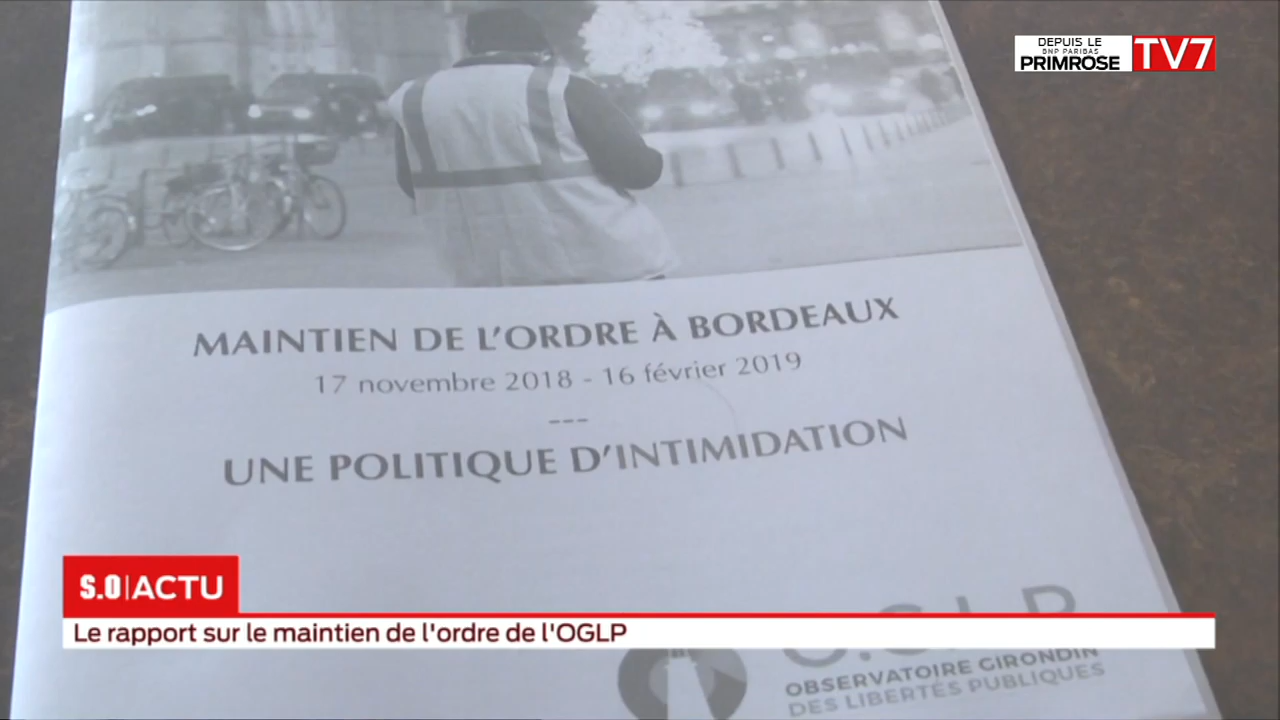 DEPUIS LE
BNP PARIBAS
PRIMROSE
TV7
MAINTIEN DE L'ORDRE À BORDEAUX
17 novembre 2018 - 16 février 2019
---
UNE POLITIQUE D'INTIMIDATION
S.O|ACTU
Le rapport sur le maintien de l'ordre de l'OGLP
O.G.L.P
OBSERVATOIRE GIRONDIN
DES LIBERTÉS PUBLIQUES